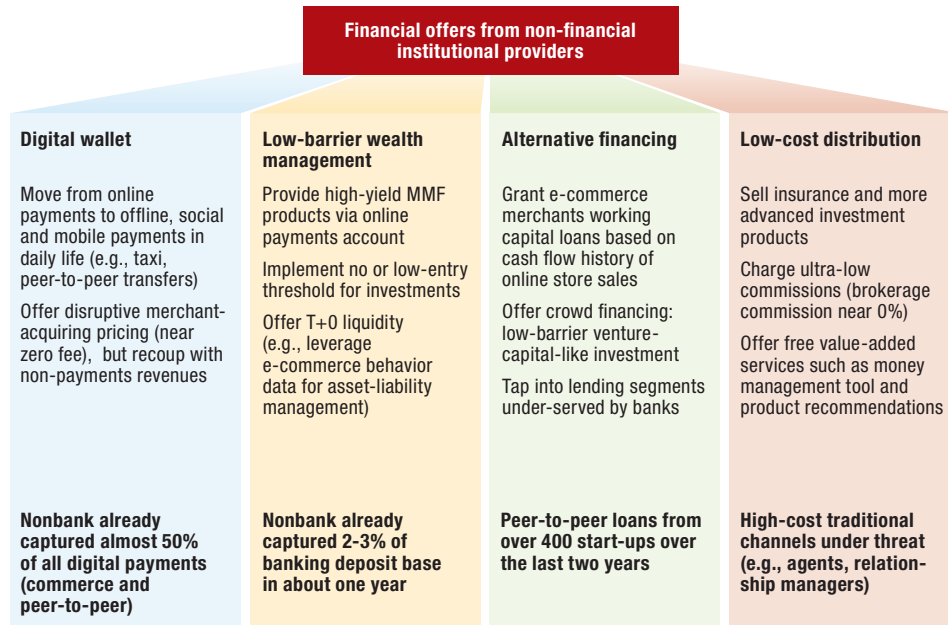 Financial offers from non-financial
institutional providers
Digital wallet
Move from online
payments to offline, social
and mobile payments in
daily life (e.g., taxi,
peer-to-peer transfers)
Offer disruptive merchant-
acquiring pricing (near
zero fee), but recoup with
non-payments revenues
Nonbank already
captured almost 50%
of all digital payments
(commerce and
peer-to-peer)
Low-barrier wealth
management
Provide high-yield MMF
products via online
payments account
Implement no or low-entry
threshold for investments
Offer T+0 liquidity
(e.g., leverage
e-commerce behavior
data for asset-liability
management)
Nonbank already
captured 2-3% of
banking deposit base
in about one year
Alternative financing
Grant e-commerce
merchants working
capital loans based on
cash flow history of
online store sales
Offer crowd financing:
low-barrier venture-
capital-like investment
Tap into lending segments
under-served by banks
Peer-to-peer loans from
over 400 start-ups over
the last two years
Low-cost distribution
Sell insurance and more
advanced investment
products
Charge ultra-low
commissions (brokerage
commission near 0%)
Offer free value-added
services such as money
management tool and
product recommendations
High-cost traditional
channels under threat
(e.g., agents, relation-
ship managers)